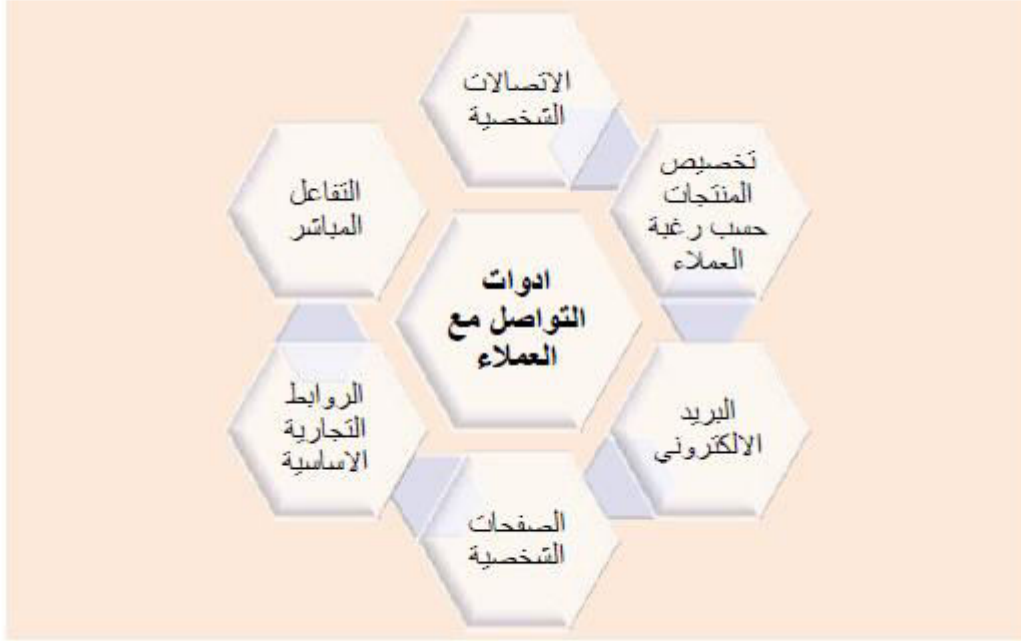 الاتصالات
الشخصية
تخصيص
المنتجات
حسب رغبة
العملاء
البريد
الالكتروني
الصفحات
الشخصية
الروابط
التجارية
الاساسية
التفاعل
المباشر
ادوات
التواصل مع
العملاء